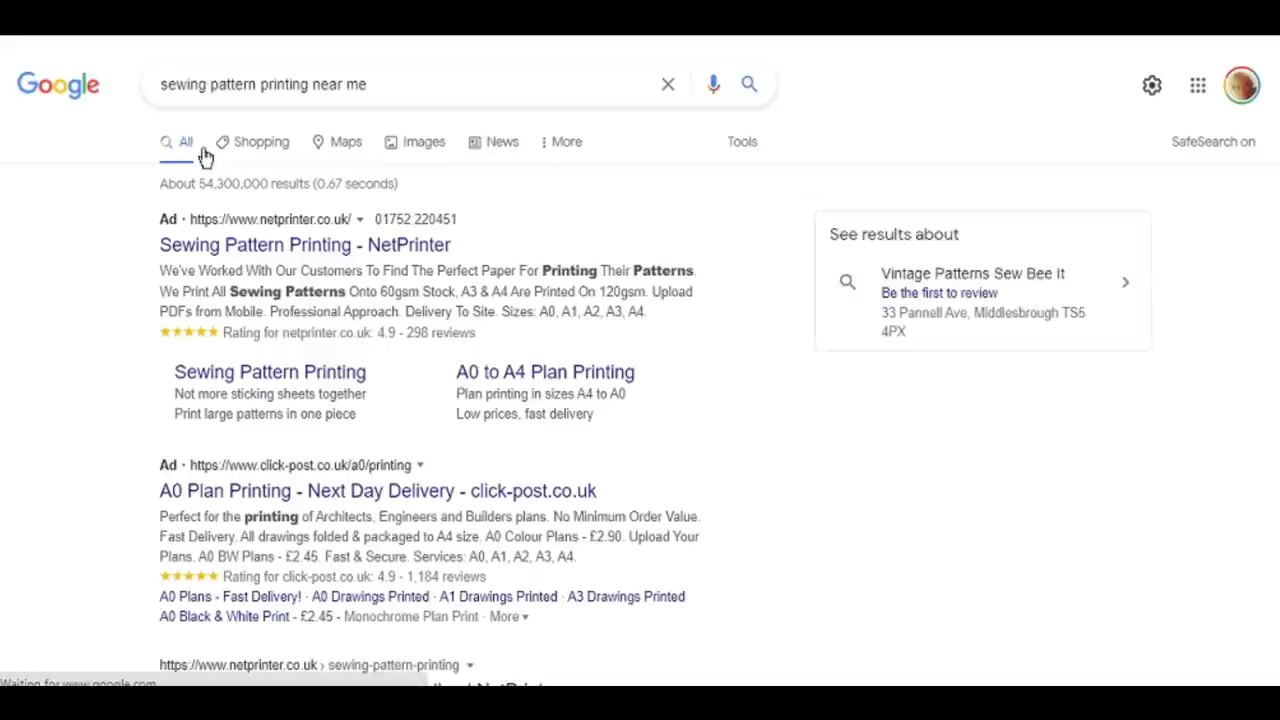 Google
sewing pattern printing near me
All Shopping Maps Images News More Tools SafeSearch on
About 54,300,000 results (0.67 seconds)
Ad · https://www.netprinter.co.uk/ 01752 220451
Sewing Pattern Printing - NetPrinter
We've Worked With Our Customers To Find The Perfect Paper For Printing Their Patterns.
We Print All Sewing Patterns Onto 60gsm Stock, A3 & A4 Are Printed On 120gsm. Upload
PDFs from Mobile. Professional Approach. Delivery To Site. Sizes: A0, A1, A2, A3, A4.
Rating for netprinter.co.uk: 4.9 - 298 reviews
Sewing Pattern Printing
Not more sticking sheets together
Print large patterns in one piece
A0 to A4 Plan Printing
Plan printing in sizes A4 to A0
Low prices, fast delivery
Ad · https://www.click-post.co.uk/a0/printing
A0 Plan Printing - Next Day Delivery - click-post.co.uk
Perfect for the printing of Architects, Engineers and Builders plans. No Minimum Order Value.
Fast Delivery. All drawings folded & packaged to A4 size. A0 Colour Plans - £2.90. Upload Your
Plans. A0 BW Plans - £2.45. Fast & Secure. Services: A0, A1, A2, A3, A4.
Rating for click-post.co.uk: 4.9 - 1,184 reviews
A0 Plans - Fast Delivery! · A0 Drawings Printed · A1 Drawings Printed · A3 Drawings Printed
A0 Black & White Print - £2.45 - Monochrome Plan Print · More
https://www.netprinter.co.uk › sewing-pattern-printing
Waiting for www.google.com
See results about
Vintage Patterns Sew Bee It
Be the first to review
33 Pannell Ave, Middlesbrough TS5
4PX